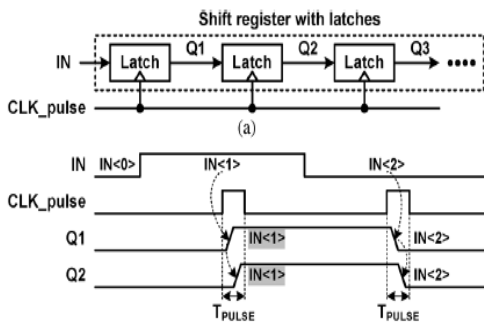 Shift register with latches
IN Latch Q1 Latch Q2 Latch Q3
CLK_pulse
(a)
IN IN<0> IN<1> IN<2>
CLK_pulse
Q1 IN<1> IN<2>
Q2 IN<1> IN<2>
TPULSE TPULSE